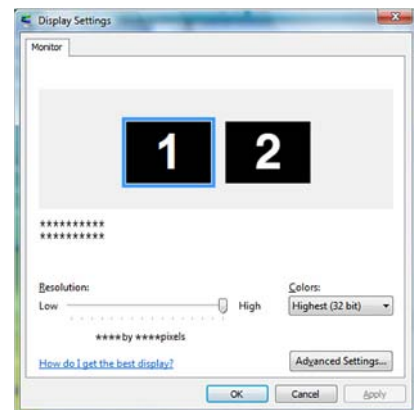 Display Settings
Monitor
1 2
**********
**********
Resolution: Colors:
Low High Highest (32 bit)
****by ****pixels
How do I get the best display? Advanced Settings...
OK Cancel Apply